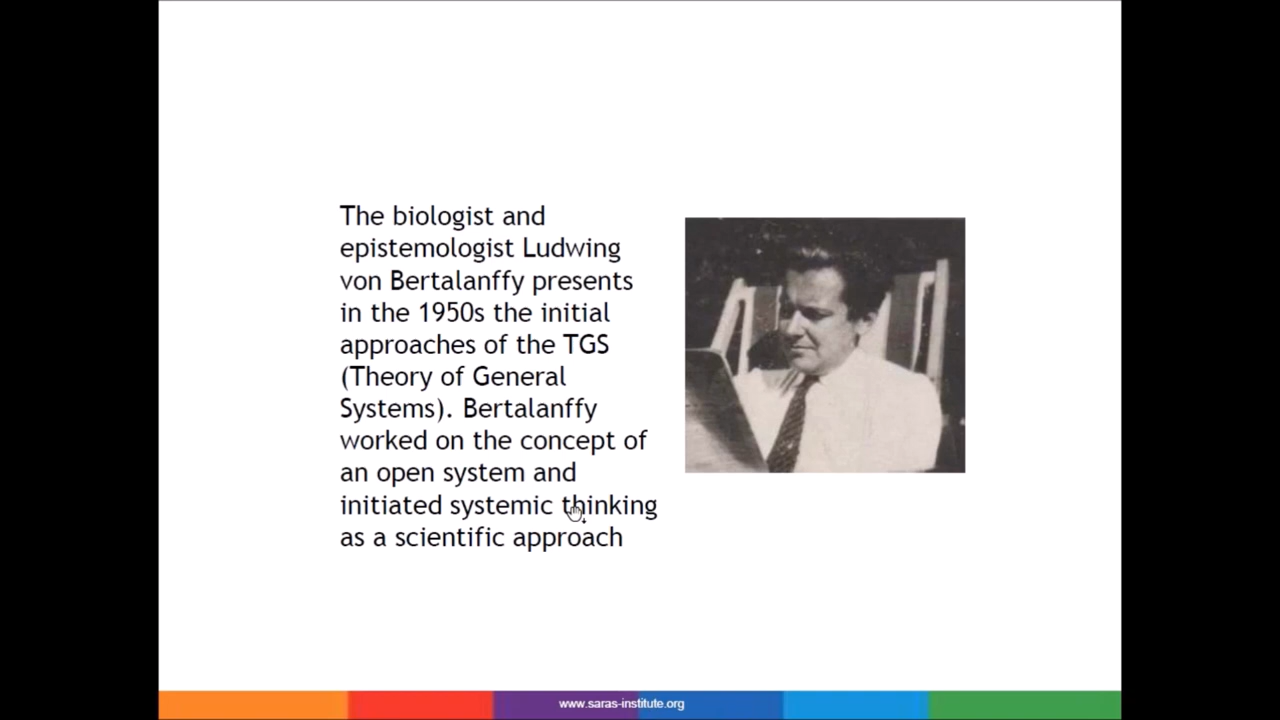 The biologist and
epistemologist Ludwing
von Bertalanffy presents
in the 1950s the initial
approaches of the TGS
(Theory of General
Systems). Bertalanffy
worked on the concept of
an open system and
initiated systemic thinking
as a scientific approach
www.saras-institute.org